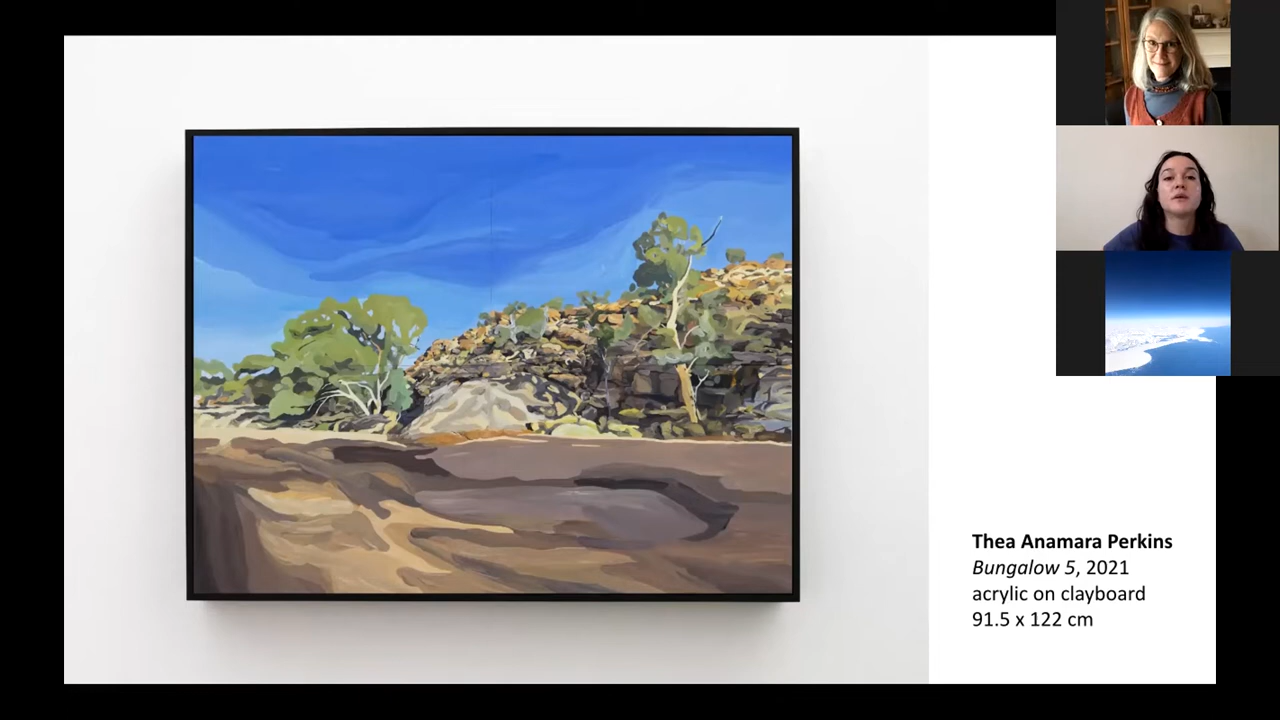 Thea Anamara Perkins
Bungalow 5, 2021
acrylic on clayboard
91.5 x 122 cm